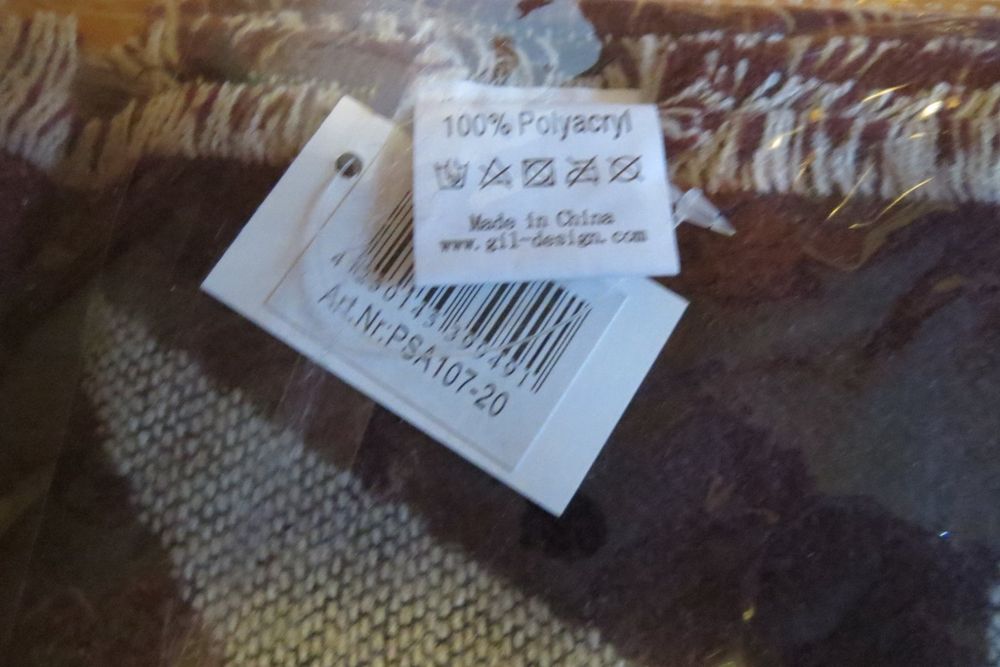 100% Polyacryl
Made in China
www.gil-design.com
Art.Nr.:PSA107-20